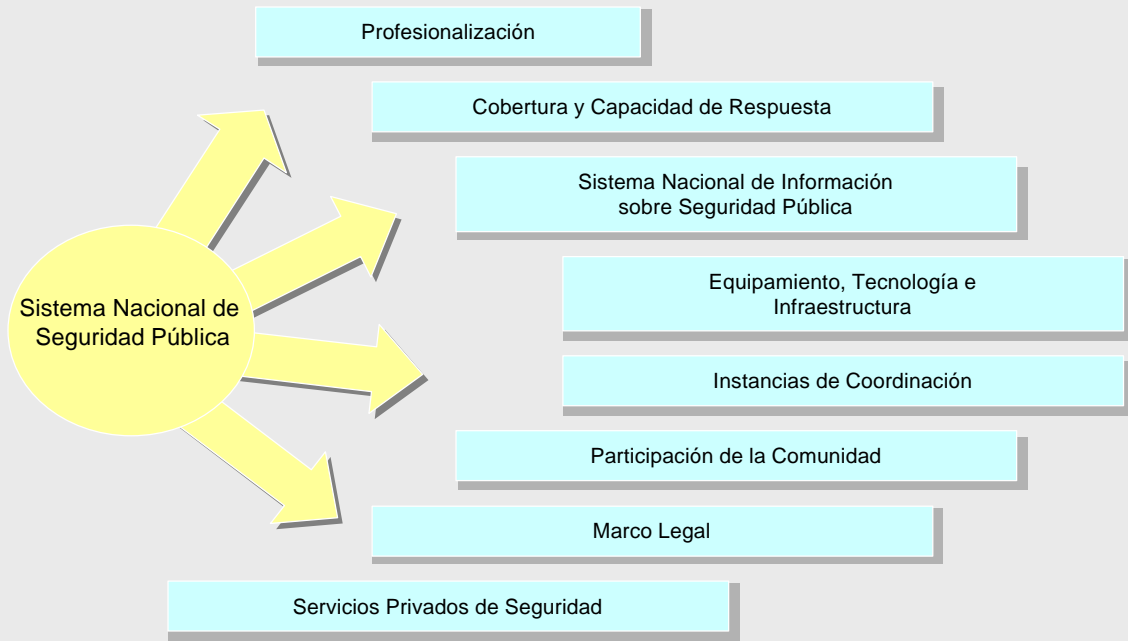 Profesionalización
Cobertura y Capacidad de Respuesta
Sistema Nacional de Información
sobre Seguridad Pública
Equipamiento, Tecnología e
Infraestructura
Sistema Nacional de
Seguridad Pública
Instancias de Coordinación
Participación de la Comunidad
Marco Legal
Servicios Privados de Seguridad